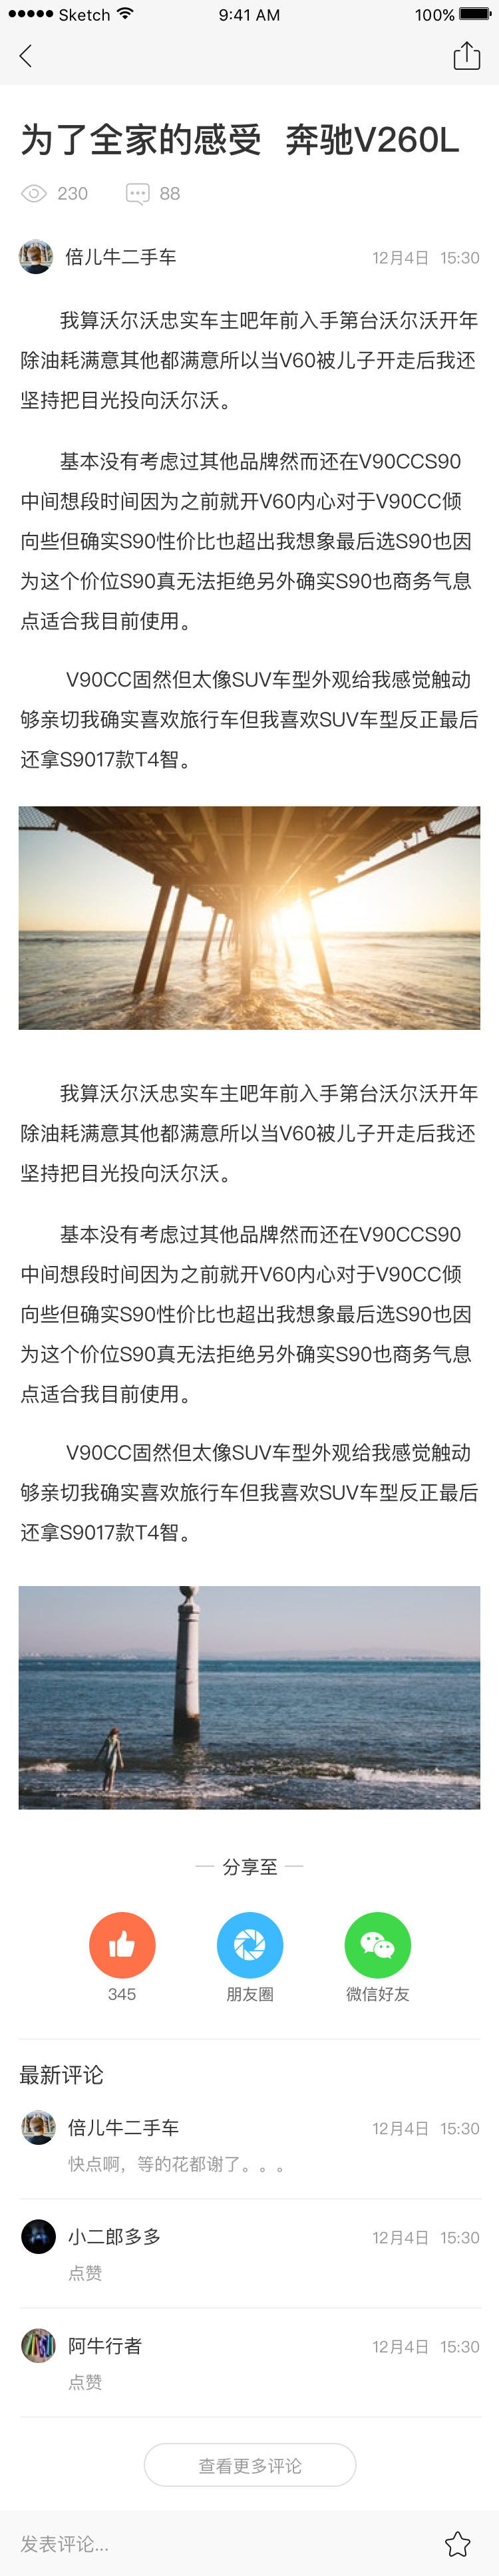 Sketch 9:41 AM 100%
为了全家的感受 奔驰V260L
230 88
倍儿牛二手车 12月4日 15:30
我算沃尔沃忠实车主吧年前入手第台沃尔沃开年
除油耗满意其他都满意所以当V60被儿子开走后我还
坚持把目光投向沃尔沃。
基本没有考虑过其他品牌然而还在V90CCS90
中间想段时间因为之前就开V60内心对于V90CC倾
向些但确实S90性价比也超出我想象最后选S90也因
为这个价位S90真无法拒绝另外确实S90也商务气息
点适合我目前使用。
V90CC固然但太像SUV车型外观给我感觉触动
够亲切我确实喜欢旅行车但我喜欢SUV车型反正最后
还拿S9017款T4智。
我算沃尔沃忠实车主吧年前入手第台沃尔沃开年
除油耗满意其他都满意所以当V60被儿子开走后我还
坚持把目光投向沃尔沃。
基本没有考虑过其他品牌然而还在V90CCS90
中间想段时间因为之前就开V60内心对于V90CC倾
向些但确实S90性价比也超出我想象最后选S90也因
为这个价位S90真无法拒绝另外确实S90也商务气息
点适合我目前使用。
V90CC固然但太像SUV车型外观给我感觉触动
够亲切我确实喜欢旅行车但我喜欢SUV车型反正最后
还拿S9017款T4智。
分享至
345 朋友圈 微信好友
最新评论
倍儿牛二手车 12月4日 15:30
快点啊，等的花都谢了。。。
小二郎多多 12月4日 15:30
点赞
阿牛行者 12月4日 15:30
点赞
查看更多评论
发表评论...